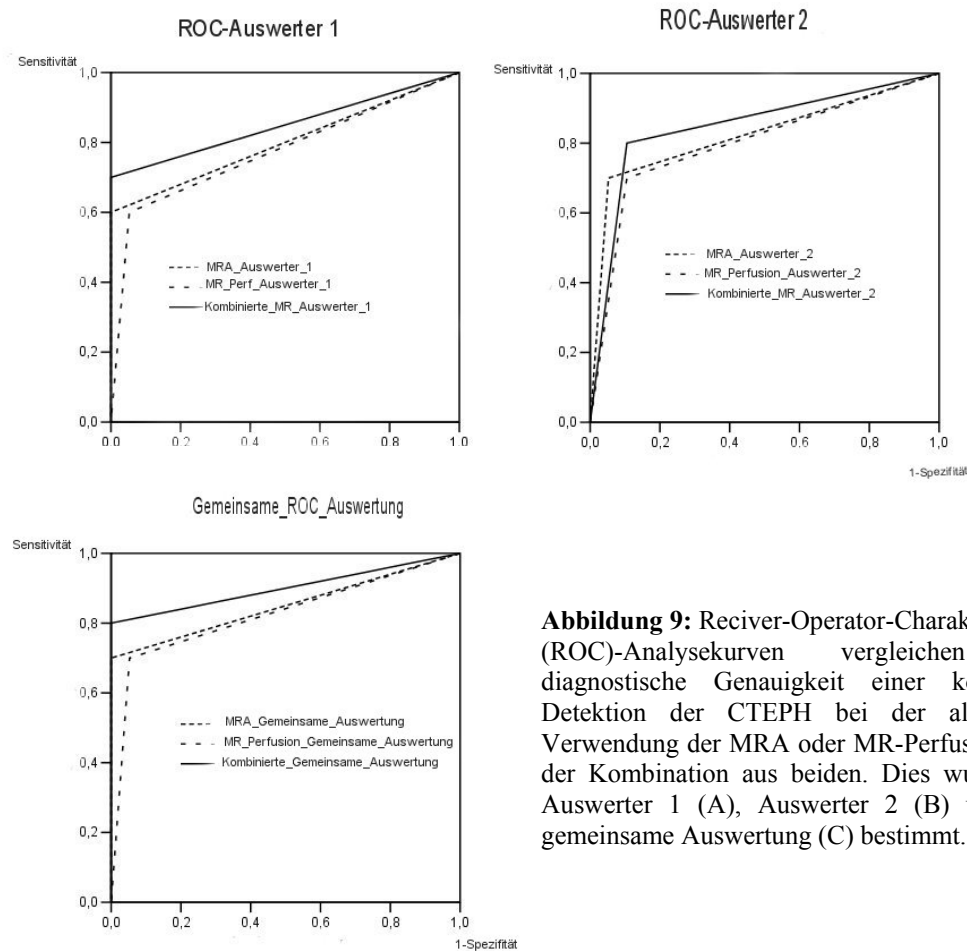 ROC-Auswerter 1
Sensitivität
1,0
0,8
0,6
0,4
0,2
0,0
MRA_Auswerter_1
MR_Perf_Auswerter_1
Kombinierte_MR_Auswerter_1
0,0 0,2 0,4 0,6 0,8 1,0
ROC-Auswerter 2
Sensitivität
1,0
0,8
0,6
0,4
0,2
0,0
MRA_Auswerter_2
MR_Perfusion_Auswerter_2
Kombinierte_MR_Auswerter_2
0,0 0,2 0,4 0,6 0,8 1,0
1-Spezifität
Gemeinsame_ROC_Auswertung
Sensitivität
1,0
0,8
0,6
0,4
0,2
0,0
MRA_Gemeinsame_Auswertung
MR_Perfusion_Gemeinsame_Auswertung
Kombinierte_Gemeinsame_Auswertung
0,0 0,2 0,4 0,6 0,8 1,0
1-Spezifität
Abbildung 9: Reciver-Operator-Charak
(ROC)-Analysekurven vergleichen
diagnostische Genauigkeit einer k
Detektion der CTEPH bei der al
Verwendung der MRA oder MR-Perfus
der Kombination aus beiden. Dies wu
Auswerter 1 (A), Auswerter 2 (B)
gemeinsame Auswertung (C) bestimmt.